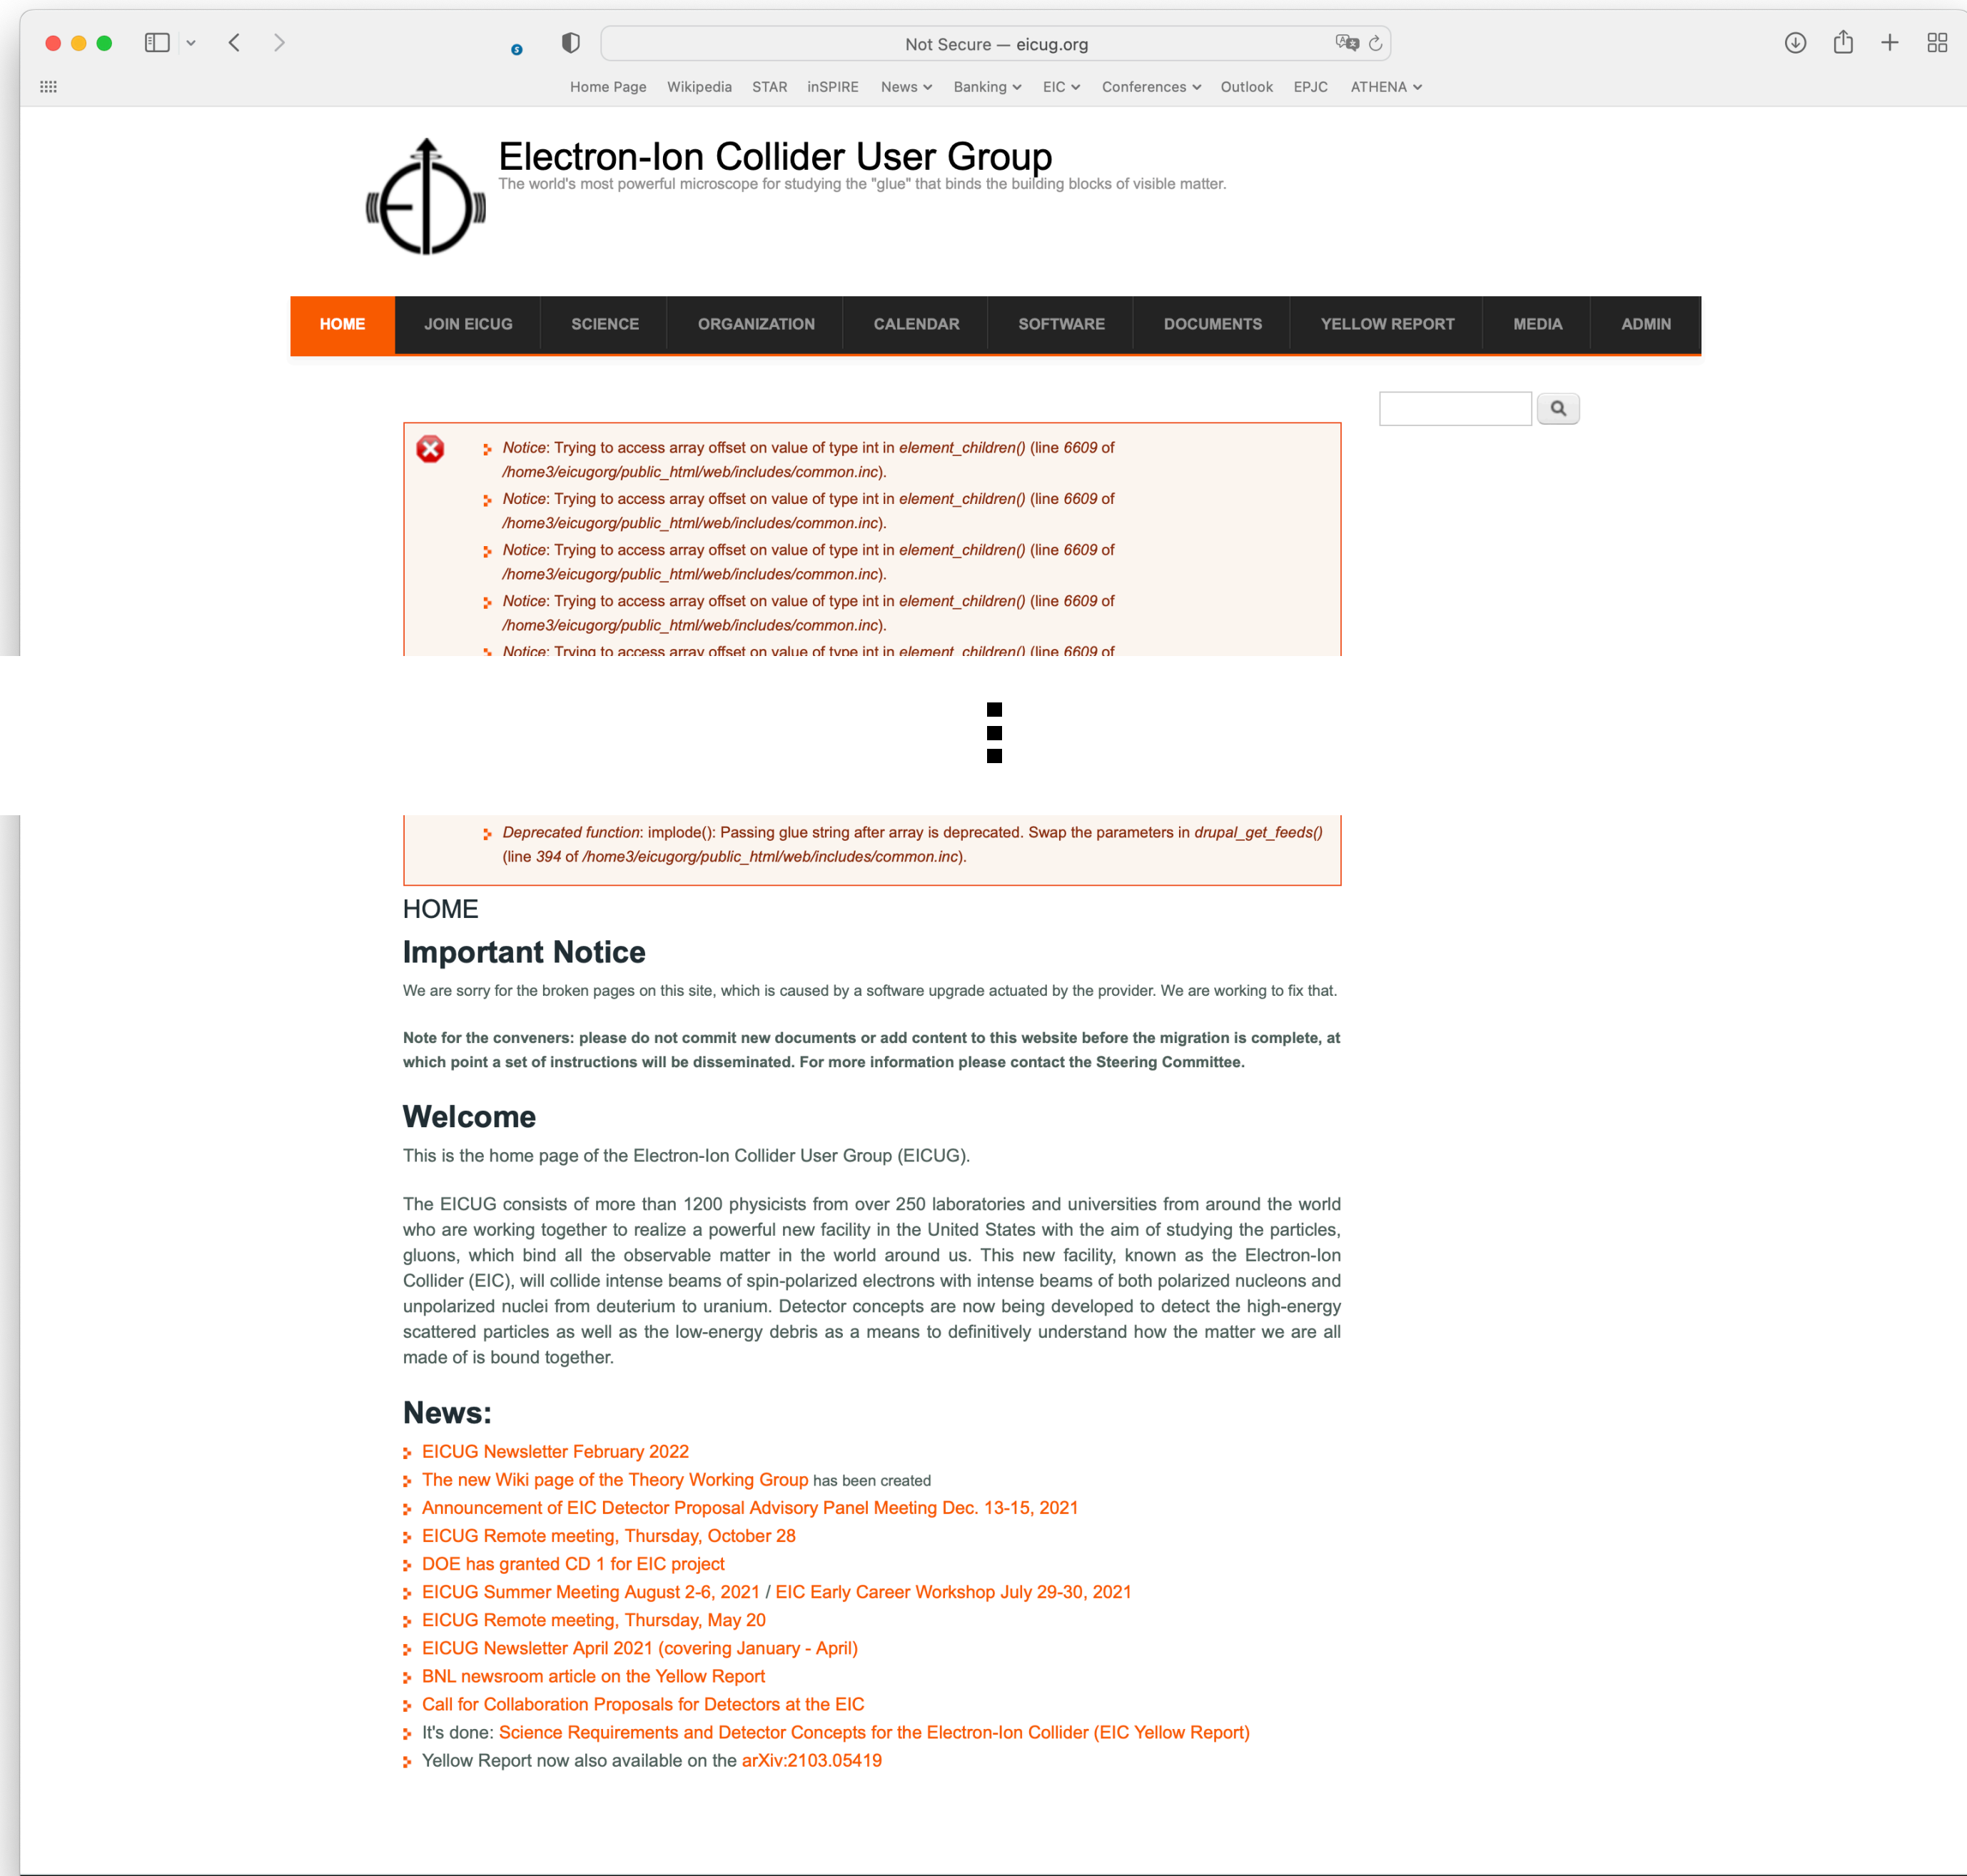 Not Secure — eicug.org
Home Page Wikipedia STAR inSPIRE News Banking EIC Conferences Outlook EPJC ATHENA
Electron-Ion Collider User Group
The world's most powerful microscope for studying the "glue" that binds the building blocks of visible matter.
HOME JOIN EICUG SCIENCE ORGANIZATION CALENDAR SOFTWARE DOCUMENTS YELLOW REPORT MEDIA ADMIN
Notice: Trying to access array offset on value of type int in element_children() (line 6609 of
/home3/eicugorg/public_html/web/includes/common.inc).
Notice: Trying to access array offset on value of type int in element_children() (line 6609 of
/home3/eicugorg/public_html/web/includes/common.inc).
Notice: Trying to access array offset on value of type int in element_children() (line 6609 of
/home3/eicugorg/public_html/web/includes/common.inc).
Notice: Trying to access array offset on value of type int in element_children() (line 6609 of
/home3/eicugorg/public_html/web/includes/common.inc).
Notice: Trying to access array offset on value of type int in element_children() (line 6609 of
Deprecated function: implode(): Passing glue string after array is deprecated. Swap the parameters in drupal_get_feeds()
(line 394 of /home3/eicugorg/public_html/web/includes/common.inc).
HOME
Important Notice
We are sorry for the broken pages on this site, which is caused by a software upgrade actuated by the provider. We are working to fix that.
Note for the conveners: please do not commit new documents or add content to this website before the migration is complete, at
which point a set of instructions will be disseminated. For more information please contact the Steering Committee.
Welcome
This is the home page of the Electron-Ion Collider User Group (EICUG).
The EICUG consists of more than 1200 physicists from over 250 laboratories and universities from around the world
who are working together to realize a powerful new facility in the United States with the aim of studying the particles,
gluons, which bind all the observable matter in the world around us. This new facility, known as the Electron-Ion
Collider (EIC), will collide intense beams of spin-polarized electrons with intense beams of both polarized nucleons and
unpolarized nuclei from deuterium to uranium. Detector concepts are now being developed to detect the high-energy
scattered particles as well as the low-energy debris as a means to definitively understand how the matter we are all
made of is bound together.
News:
EICUG Newsletter February 2022
The new Wiki page of the Theory Working Group has been created
Announcement of EIC Detector Proposal Advisory Panel Meeting Dec. 13-15, 2021
EICUG Remote meeting, Thursday, October 28
DOE has granted CD 1 for EIC project
EICUG Summer Meeting August 2-6, 2021 / EIC Early Career Workshop July 29-30, 2021
EICUG Remote meeting, Thursday, May 20
EICUG Newsletter April 2021 (covering January - April)
BNL newsroom article on the Yellow Report
Call for Collaboration Proposals for Detectors at the EIC
It's done: Science Requirements and Detector Concepts for the Electron-Ion Collider (EIC Yellow Report)
Yellow Report now also available on the arXiv:2103.05419